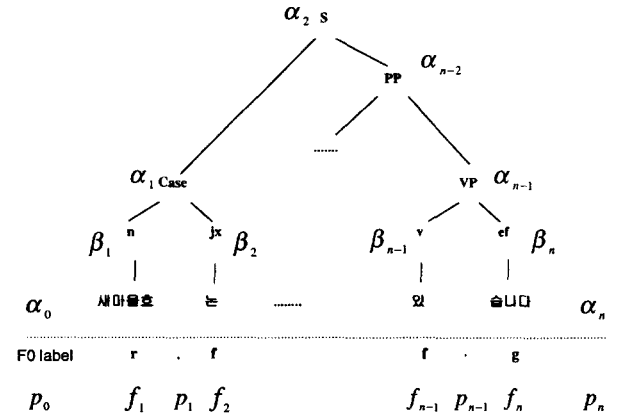 α₂ S
PP αₙ₋₂
........
α₁ Case VP αₙ₋₁
β₁ n jx β₂ βₙ₋₁ v ef βₙ
α₀ 새마을호 는 ........ 있 습니다 αₙ
F0 label r . f f . g
p₀ f₁ p₁ f₂ fₙ₋₁ pₙ₋₁ fₙ pₙ